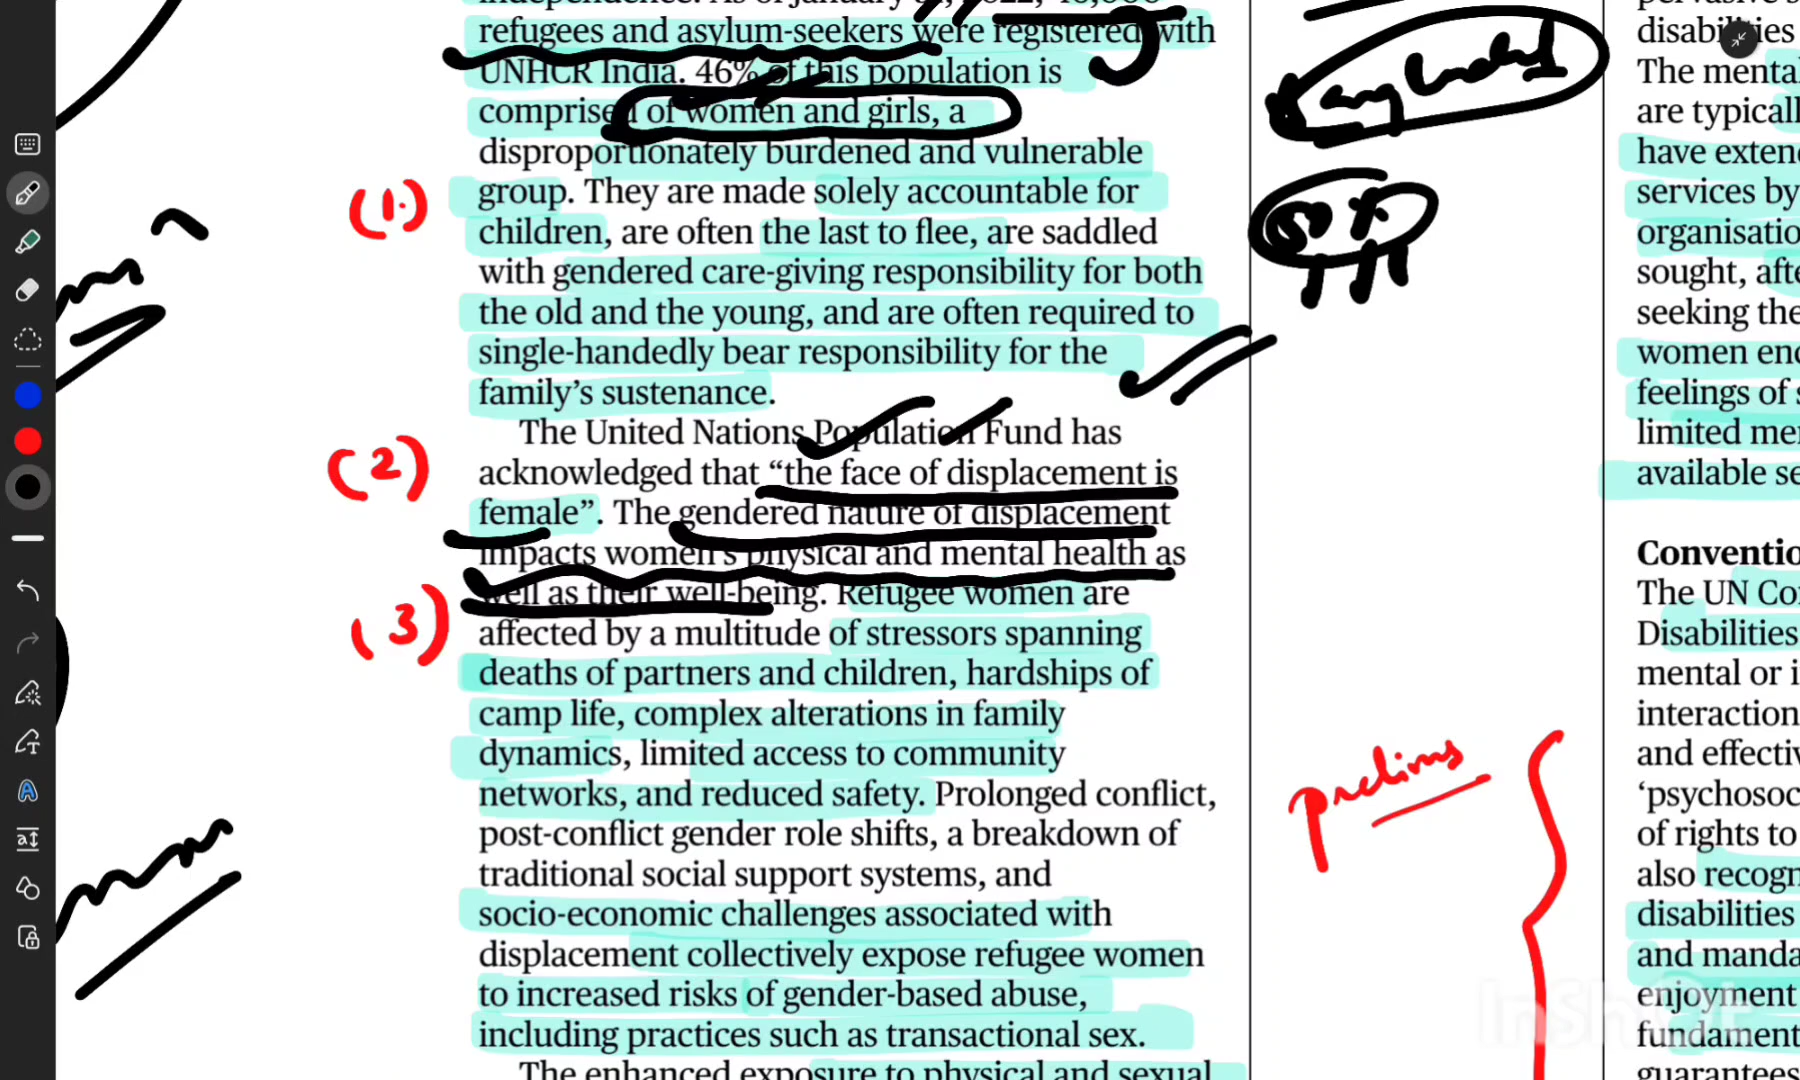 refugees and asylum-seekers were registered with
UNHCR India. 46% of this population is
comprised of women and girls, a
disproportionately burdened and vulnerable
group. They are made solely accountable for
children, are often the last to flee, are saddled
with gendered care-giving responsibility for both
the old and the young, and are often required to
single-handedly bear responsibility for the
family's sustenance.
The United Nations Population Fund has
acknowledged that “the face of displacement is
female”. The gendered nature of displacement
impacts women's physical and mental health as
well as their well-being. Refugee women are
affected by a multitude of stressors spanning
deaths of partners and children, hardships of
camp life, complex alterations in family
dynamics, limited access to community
networks, and reduced safety. Prolonged conflict,
post-conflict gender role shifts, a breakdown of
traditional social support systems, and
socio-economic challenges associated with
displacement collectively expose refugee women
to increased risks of gender-based abuse,
including practices such as transactional sex.
The enhanced exposure to physical and sexual
(1.)
(2)
(3)
prelims
The mental
are typicall
have exten
services by
organisatio
sought, afte
seeking the
women enc
feelings of s
limited mer
available se
Conventio
The UN Co
Disabilities
mental or i
interaction
and effectiv
‘psychosoc
of rights to
also recogn
disabilities
and manda
enjoyment
fundament
guarantees
InShot